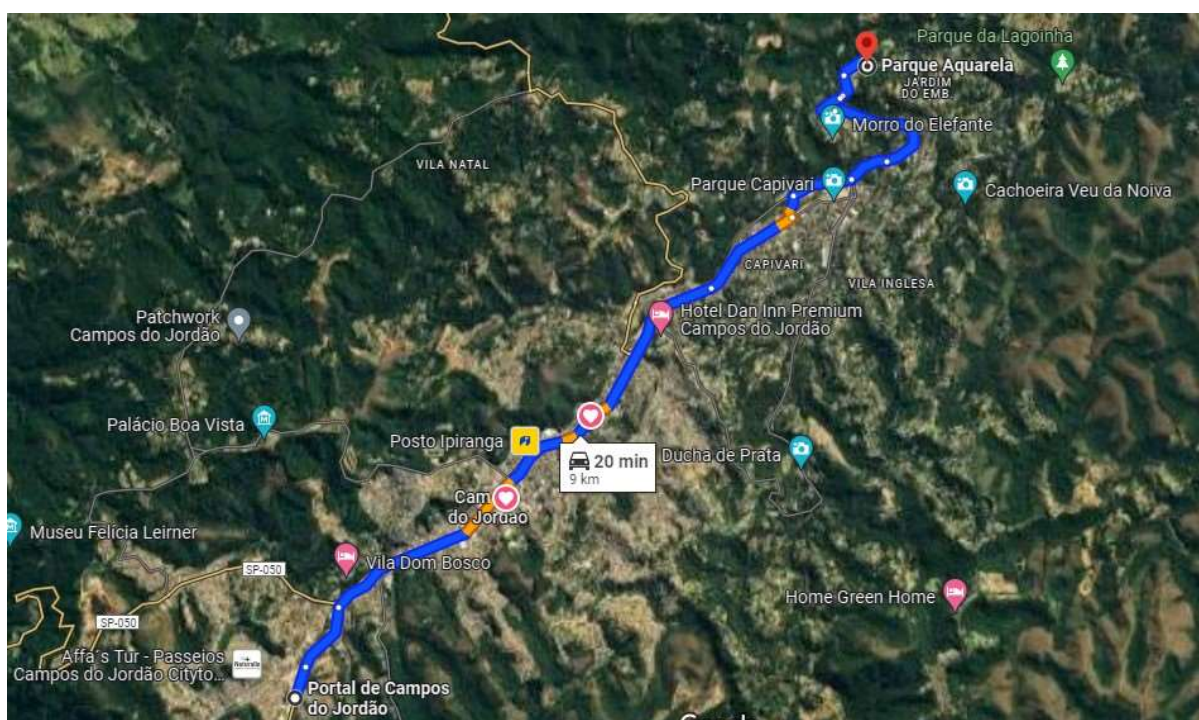 Parque da Lagoinha
Parque Aquarela
JARDIM
DO EMB.
Morro do Elefante
VILA NATAL
Parque Capivari
Cachoeira Veu da Noiva
CAPIVARI
VILA INGLESA
Hotel Dan Inn Premium
Campos do Jordão
Patchwork
Campos do Jordão
Palácio Boa Vista
Posto Ipiranga
20 min
9 km
Ducha de Prata
do Jordão
Museu Felícia Leirner
Vila Dom Bosco
SP-050
Home Green Home
SP-050
Affa´s Tur - Passeios
Campos do Jordão Cityto...
Portal de Campos
do Jordão